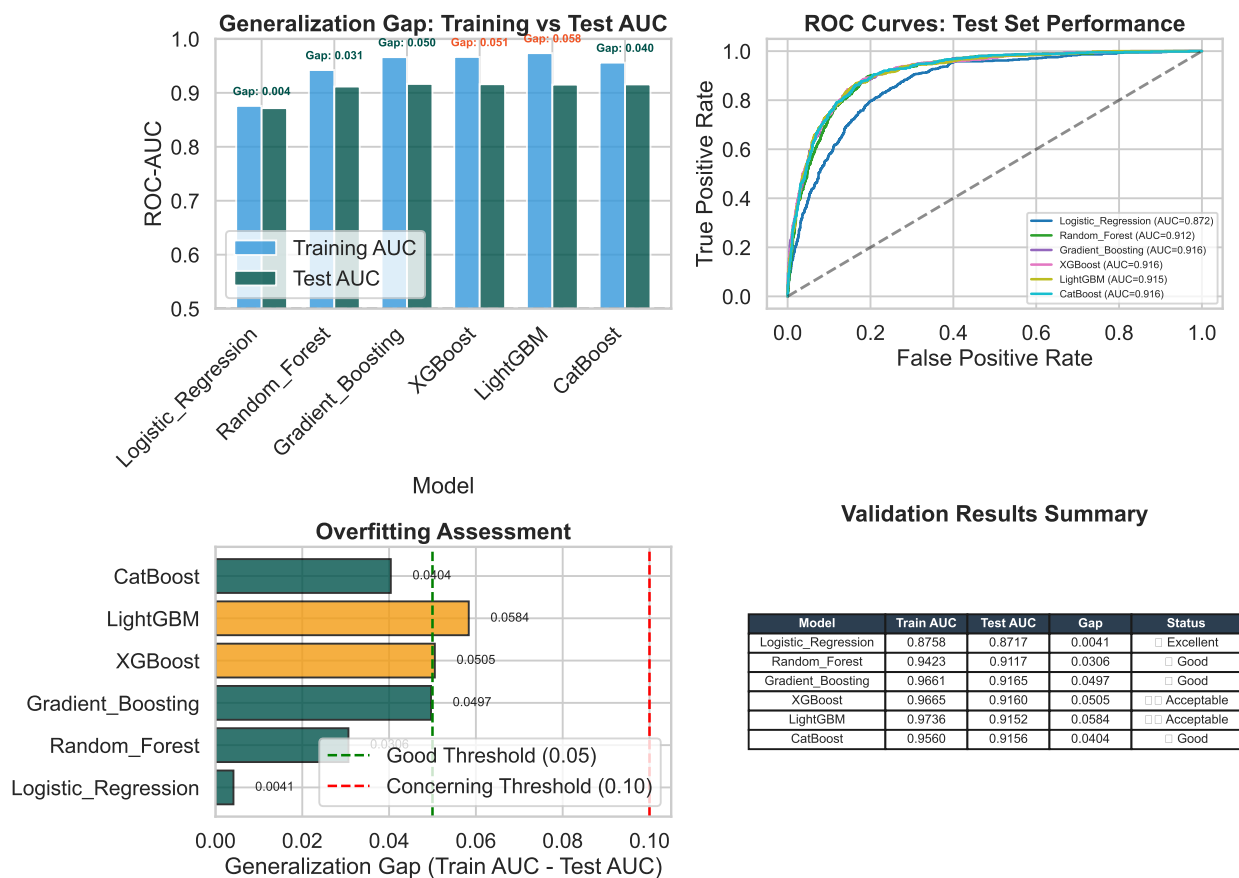 Generalization Gap: Training vs Test AUC
ROC-AUC
1.0
0.9
0.8
0.7
0.6
0.5
Gap: 0.004
Gap: 0.031
Gap: 0.050
Gap: 0.051
Gap: 0.058
Gap: 0.040
Training AUC
Test AUC
Logistic_Regression
Random_Forest
Gradient_Boosting
XGBoost
LightGBM
CatBoost
Model
ROC Curves: Test Set Performance
True Positive Rate
1.0
0.8
0.6
0.4
0.2
0.0
Logistic_Regression (AUC=0.872)
Random_Forest (AUC=0.912)
Gradient_Boosting (AUC=0.916)
XGBoost (AUC=0.916)
LightGBM (AUC=0.915)
CatBoost (AUC=0.916)
0.0 0.2 0.4 0.6 0.8 1.0
False Positive Rate
Overfitting Assessment
CatBoost 0.0404
LightGBM 0.0584
XGBoost 0.0505
Gradient_Boosting 0.0497
Random_Forest 0.0306
Logistic_Regression 0.0041
Good Threshold (0.05)
Concerning Threshold (0.10)
0.00 0.02 0.04 0.06 0.08 0.10
Generalization Gap (Train AUC - Test AUC)
Validation Results Summary
Model Train AUC Test AUC Gap Status
Logistic_Regression 0.8758 0.8717 0.0041 Excellent
Random_Forest 0.9423 0.9117 0.0306 Good
Gradient_Boosting 0.9661 0.9165 0.0497 Good
XGBoost 0.9665 0.9160 0.0505 Acceptable
LightGBM 0.9736 0.9152 0.0584 Acceptable
CatBoost 0.9560 0.9156 0.0404 Good